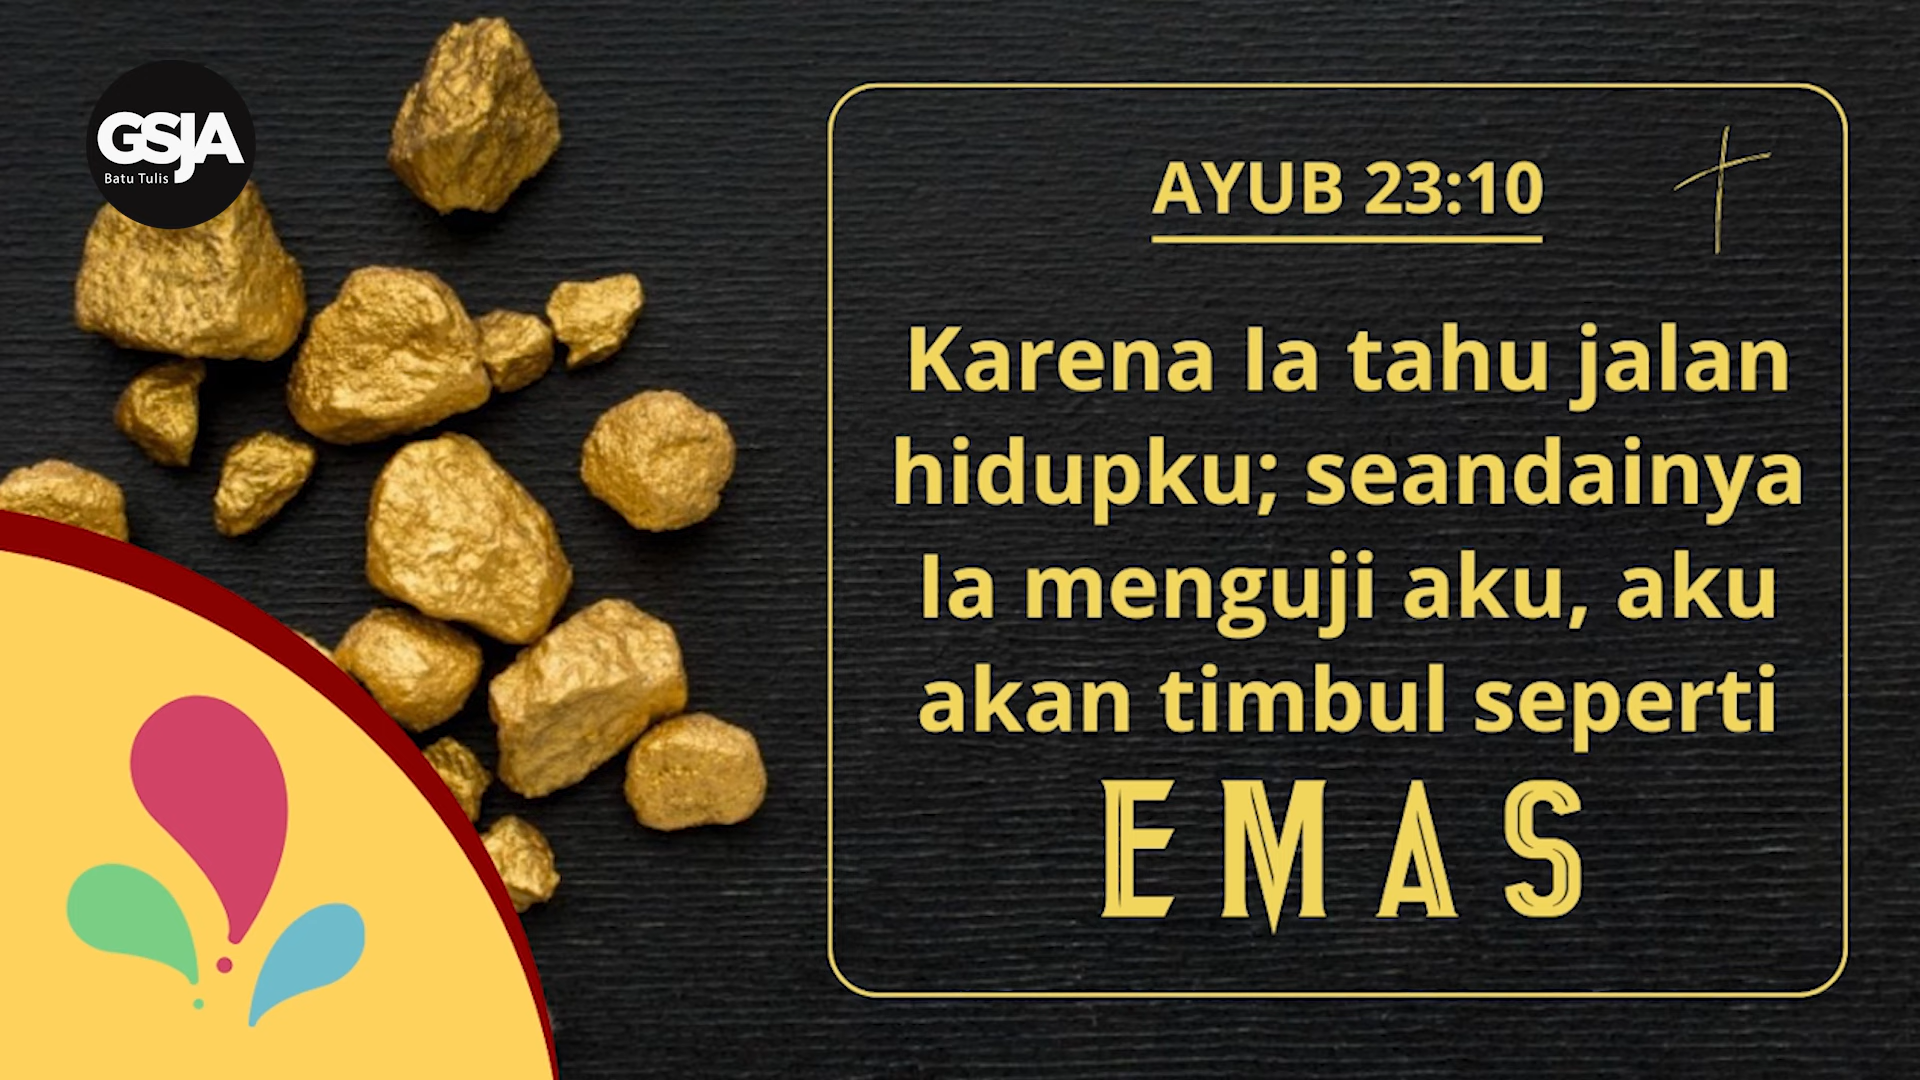 GSJA
Batu Tulis
AYUB 23:10
Karena Ia tahu jalan
hidupku; seandainya
Ia menguji aku, aku
akan timbul seperti
EMAS